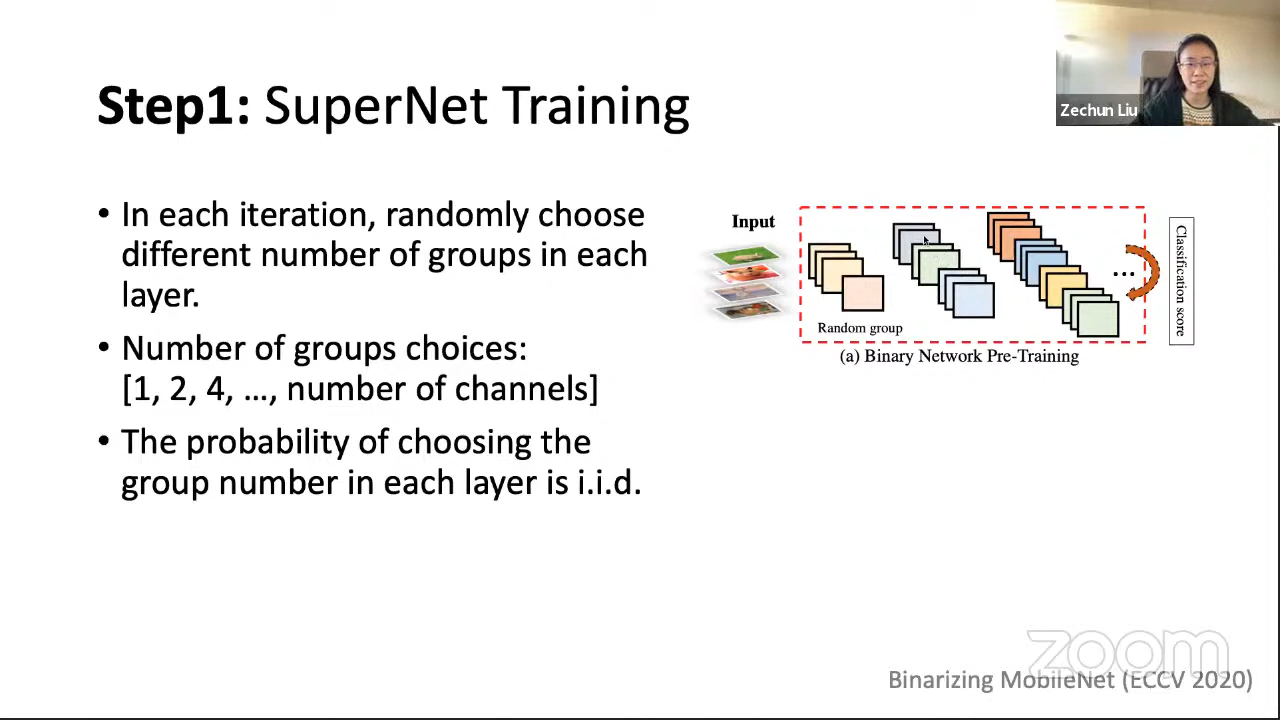 Zechun Liu
Step1: SuperNet Training
• In each iteration, randomly choose
different number of groups in each
layer.
• Number of groups choices:
[1, 2, 4, ..., number of channels]
• The probability of choosing the
group number in each layer is i.i.d.
Input
Random group
...
Classification score
(a) Binary Network Pre-Training
zoom
Binarizing MobileNet (ECCV 2020)